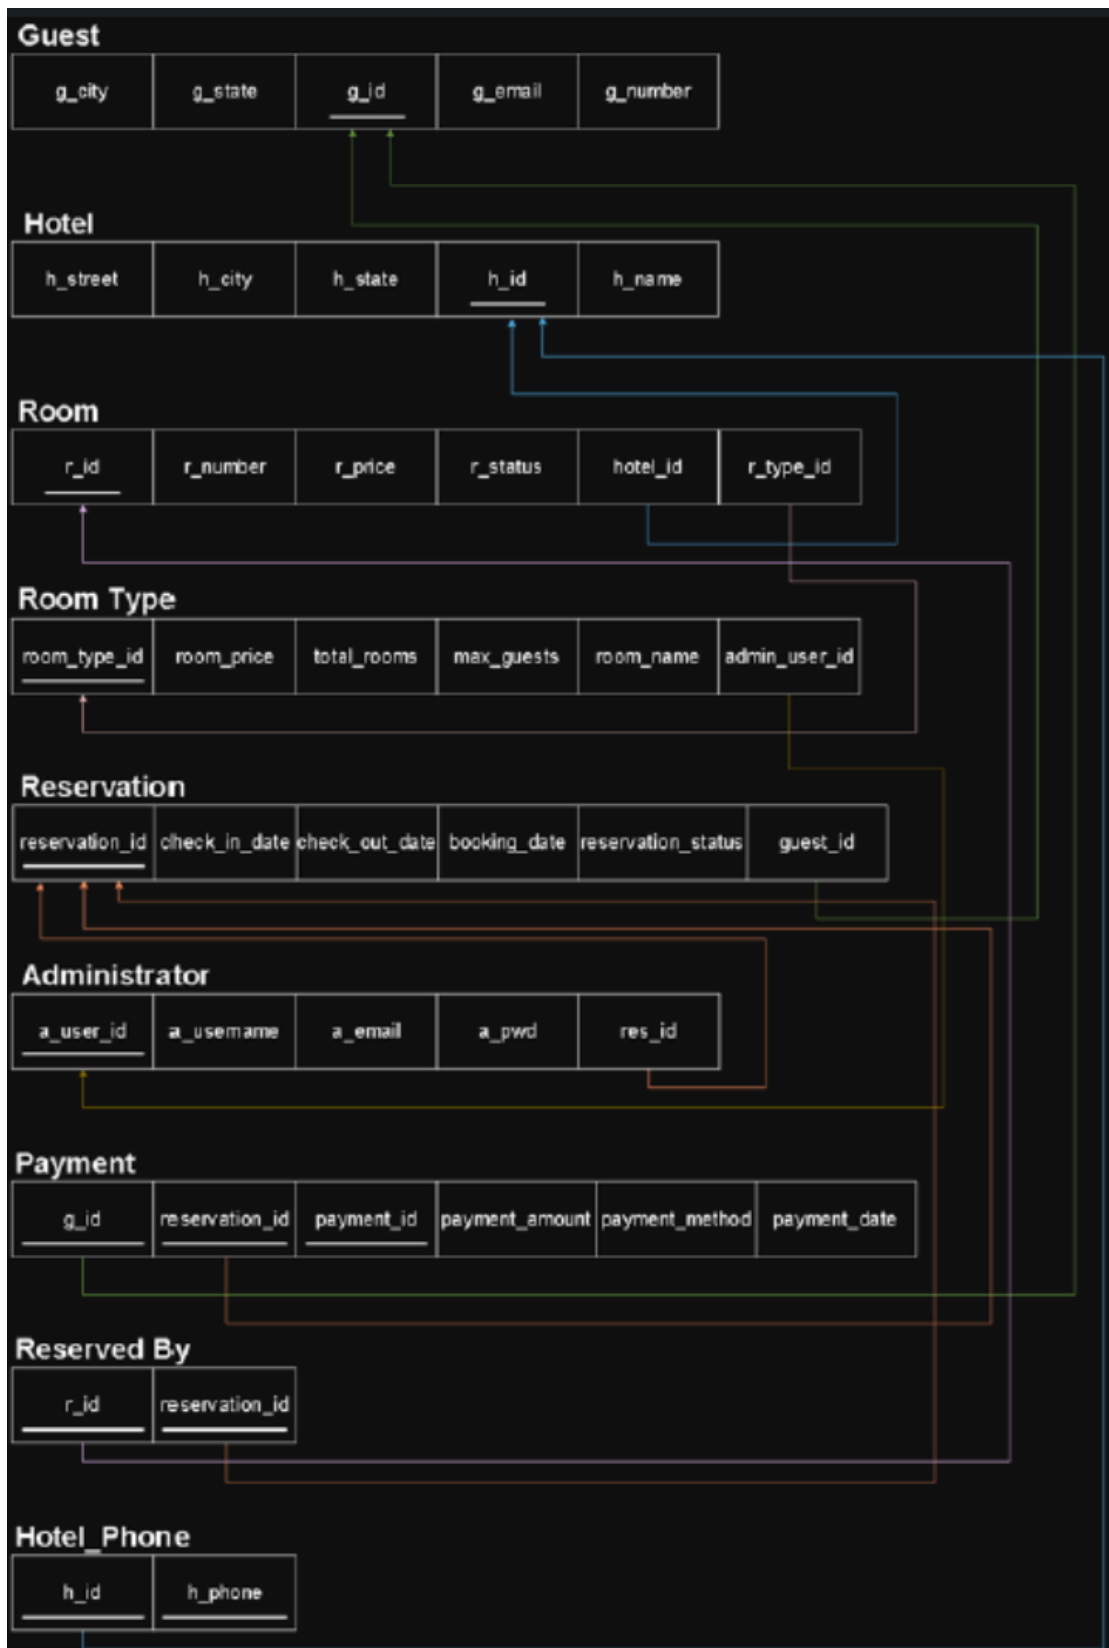 Guest
g_city g_state g_id g_email g_number
Hotel
h_street h_city h_state h_id h_name
Room
r_id r_number r_price r_status hotel_id r_type_id
Room Type
room_type_id room_price total_rooms max_guests room_name admin_user_id
Reservation
reservation_id check_in_date check_out_date booking_date reservation_status guest_id
Administrator
a_user_id a_username a_email a_pwd res_id
Payment
g_id reservation_id payment_id payment_amount payment_method payment_date
Reserved By
r_id reservation_id
Hotel_Phone
h_id h_phone